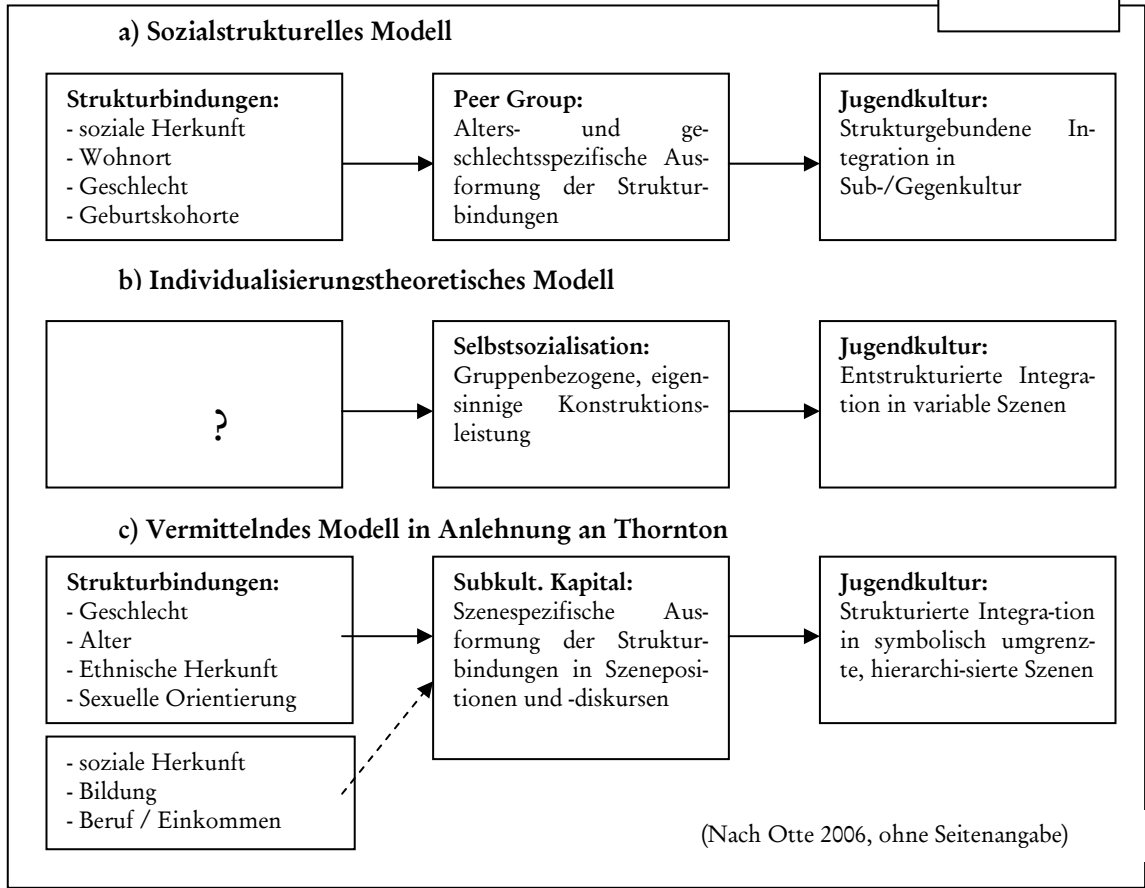 a) Sozialstrukturelles Modell
Strukturbindungen:
- soziale Herkunft
- Wohnort
- Geschlecht
- Geburtskohorte
Peer Group:
Alters- und ge-
schlechtsspezifische Aus-
formung der Struktur-
bindungen
Jugendkultur:
Strukturgebundene In-
tegration in
Sub-/Gegenkultur
b) Individualisierungstheoretisches Modell
?
Selbstsozialisation:
Gruppenbezogene, eigen-
sinnige Konstruktions-
leistung
Jugendkultur:
Entstrukturierte Integra-
tion in variable Szenen
c) Vermittelndes Modell in Anlehnung an Thornton
Strukturbindungen:
- Geschlecht
- Alter
- Ethnische Herkunft
- Sexuelle Orientierung
Subkult. Kapital:
Szenespezifische Aus-
formung der Struktur-
bindungen in Szeneposi-
tionen und -diskursen
Jugendkultur:
Strukturierte Integra-tion
in symbolisch umgrenz-
te, hierarchi-sierte Szenen
- soziale Herkunft
- Bildung
- Beruf / Einkommen
(Nach Otte 2006, ohne Seitenangabe)